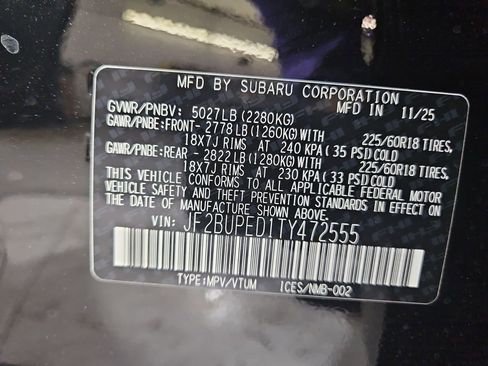 MFD BY SUBARU CORPORATION IN 11/25
GVWR/PNBV: 5027LB (2280KG)
GAWR/PNBE: FRONT- 2778 LB (1260KG) WITH 225/60R18 TIRES,
18X7J RIMS AT 240 KPA (35 PSI) COLD
GAWR/PNBE: REAR - 2822 LB (1280KG) WITH 225/60R18 TIRES,
18X7J RIMS AT 230 KPA (33 PSI) COLD
THIS VEHICLE CONFORMS TO ALL APPLICABLE FEDERAL MOTOR
VEHICLE SAFETY AND THEFT PREVENTION STANDARDS IN EFFECT ON
THE DATE OF MANUFACTURE SHOWN ABOVE.
VIN: JF2BUPED1TY472555
TYPE: MPV/VTUM ICES/NMB-002